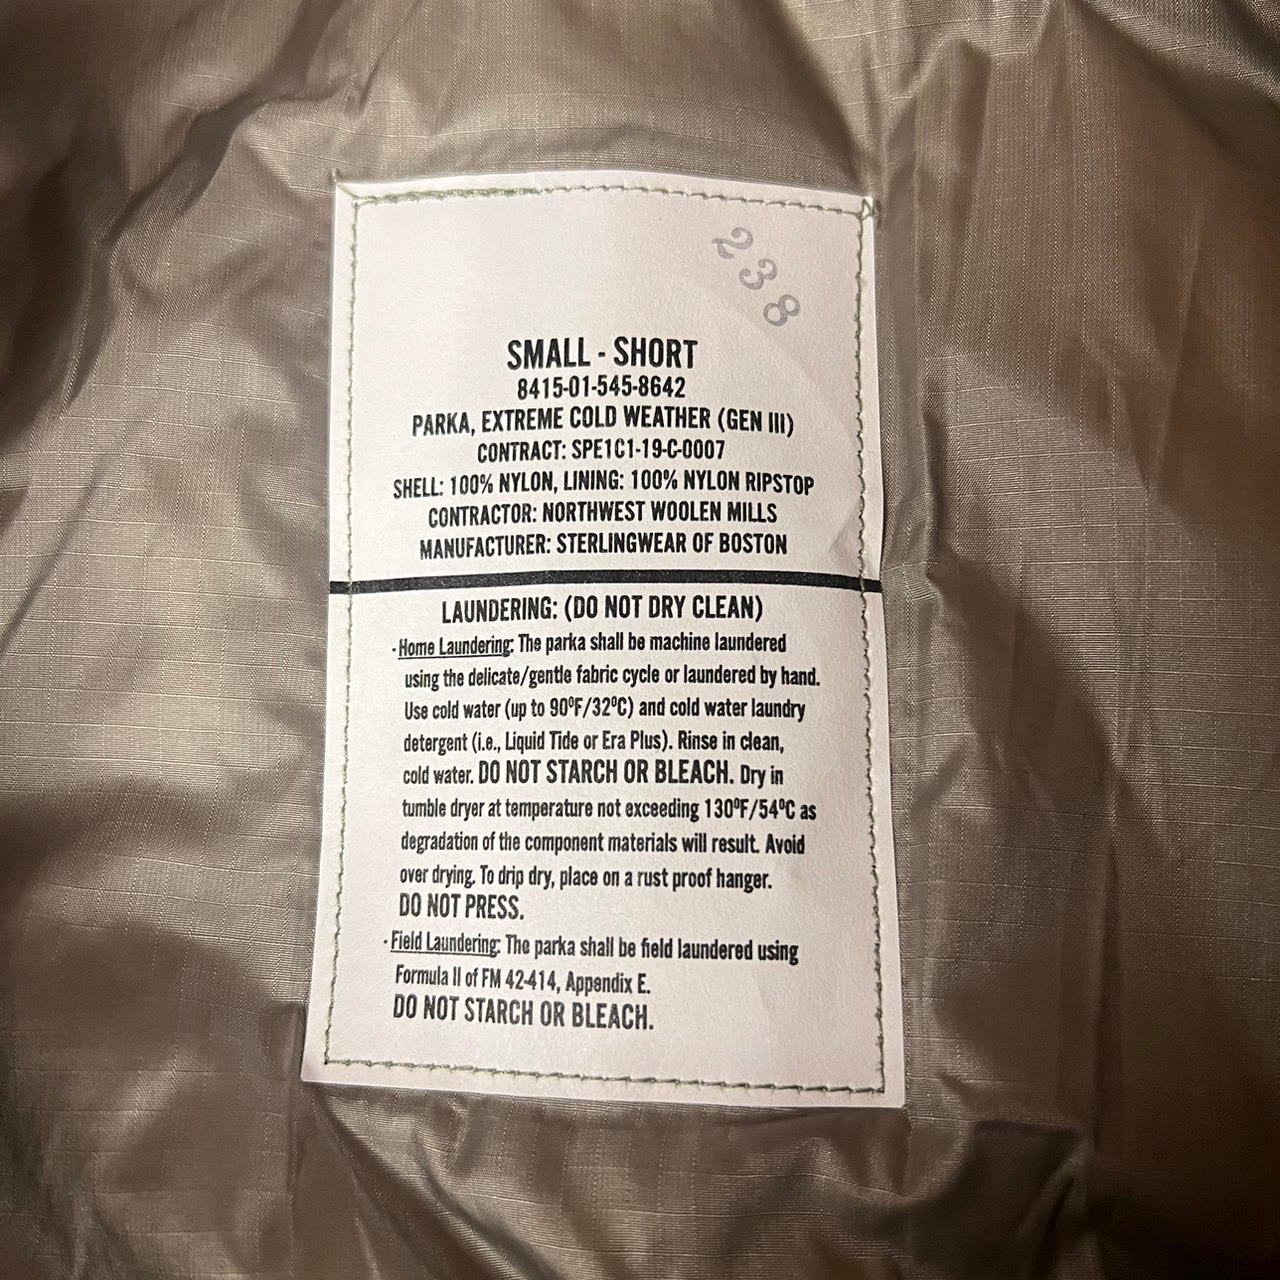 238
SMALL - SHORT
8415-01-545-8642
PARKA, EXTREME COLD WEATHER (GEN III)
CONTRACT: SPE1C1-19-C-0007
SHELL: 100% NYLON, LINING: 100% NYLON RIPSTOP
CONTRACTOR: NORTHWEST WOOLEN MILLS
MANUFACTURER: STERLINGWEAR OF BOSTON
LAUNDERING: (DO NOT DRY CLEAN)
- Home Laundering: The parka shall be machine laundered
using the delicate/gentle fabric cycle or laundered by hand.
Use cold water (up to 90ºF/32ºC) and cold water laundry
detergent (i.e., Liquid Tide or Era Plus). Rinse in clean,
cold water. DO NOT STARCH OR BLEACH. Dry in
tumble dryer at temperature not exceeding 130ºF/54ºC as
degradation of the component materials will result. Avoid
over drying. To drip dry, place on a rust proof hanger.
DO NOT PRESS.
- Field Laundering: The parka shall be field laundered using
Formula II of FM 42-414, Appendix E.
DO NOT STARCH OR BLEACH.